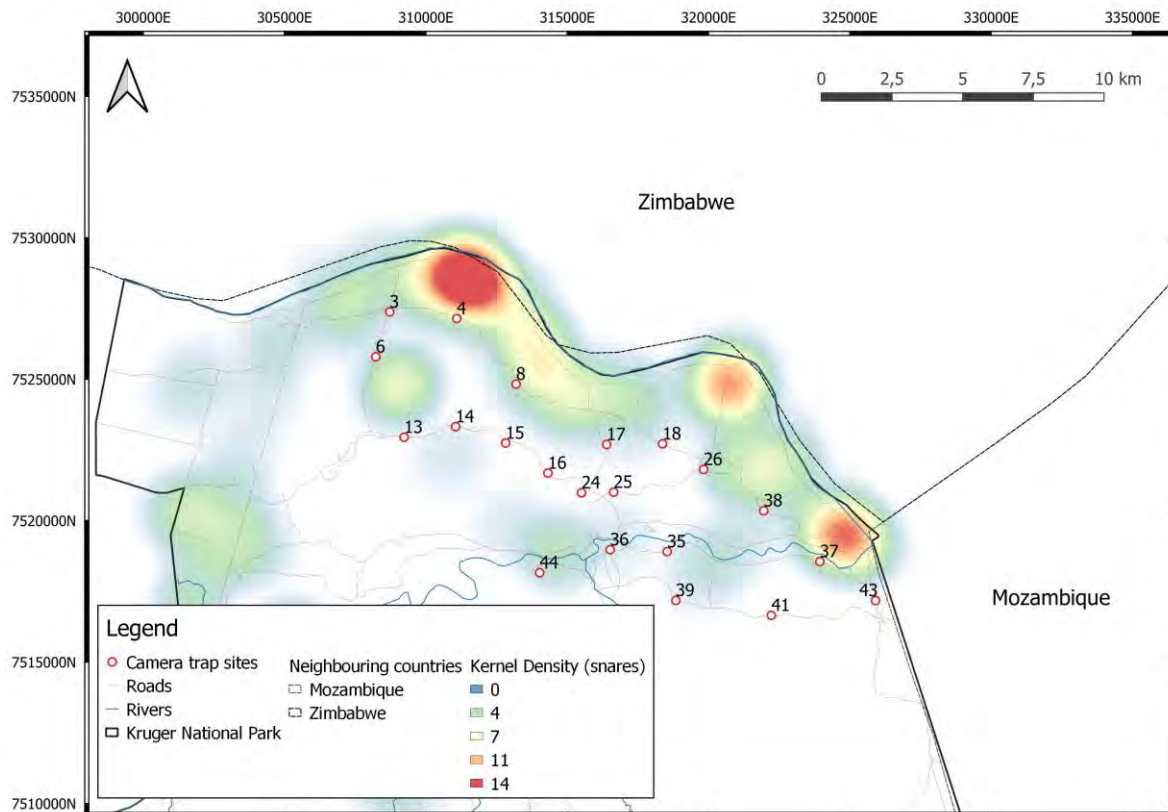 300000E 305000E 310000E 315000E 320000E 325000E 330000E 335000E
0 2,5 5 7,5 10 km
7535000N
Zimbabwe
7530000N
3
4
6
7525000N
8
14
13
15
17
18
16
26
24
25
7520000N
38
36
35
37
44
39
43
Mozambique
41
7515000N
Legend
Camera trap sites
Roads
Rivers
Kruger National Park
Neighbouring countries
Mozambique
Zimbabwe
Kernel Density (snares)
0
4
7
11
14
7510000N